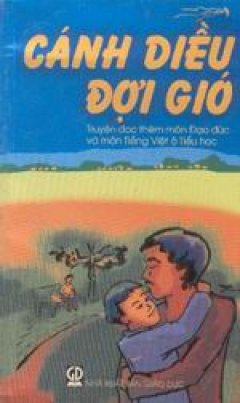 CÁNH DIỀU
ĐỢI GIÓ
Truyện đọc thêm môn Đạo đức
và môn Tiếng Việt ở Tiểu học
GD
NHÀ XUẤT BẢN GIÁO DỤC